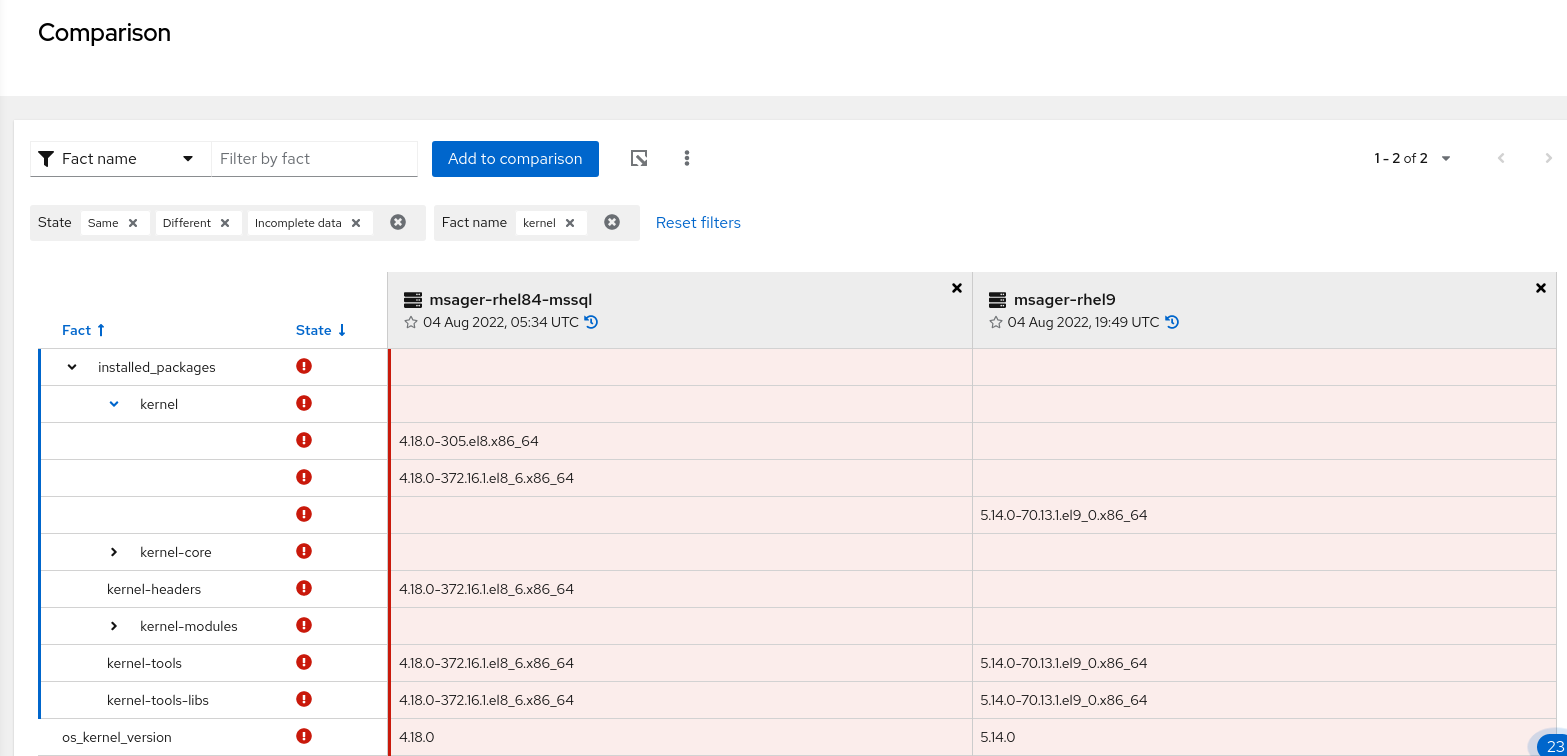 Comparison
Fact name Filter by fact Add to comparison 1 - 2 of 2
State Same Different Incomplete data Fact name kernel Reset filters
msager-rhel84-mssql msager-rhel9
Fact State 04 Aug 2022, 05:34 UTC 04 Aug 2022, 19:49 UTC
installed_packages
kernel
4.18.0-305.el8.x86_64
4.18.0-372.16.1.el8_6.x86_64
5.14.0-70.13.1.el9_0.x86_64
kernel-core
kernel-headers 4.18.0-372.16.1.el8_6.x86_64
kernel-modules
kernel-tools 4.18.0-372.16.1.el8_6.x86_64 5.14.0-70.13.1.el9_0.x86_64
kernel-tools-libs 4.18.0-372.16.1.el8_6.x86_64 5.14.0-70.13.1.el9_0.x86_64
os_kernel_version 4.18.0 5.14.0
23